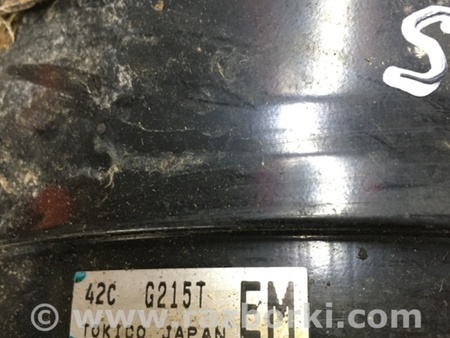 S
42C G215T EM
TOKICO JAPAN
© www.razborki.com